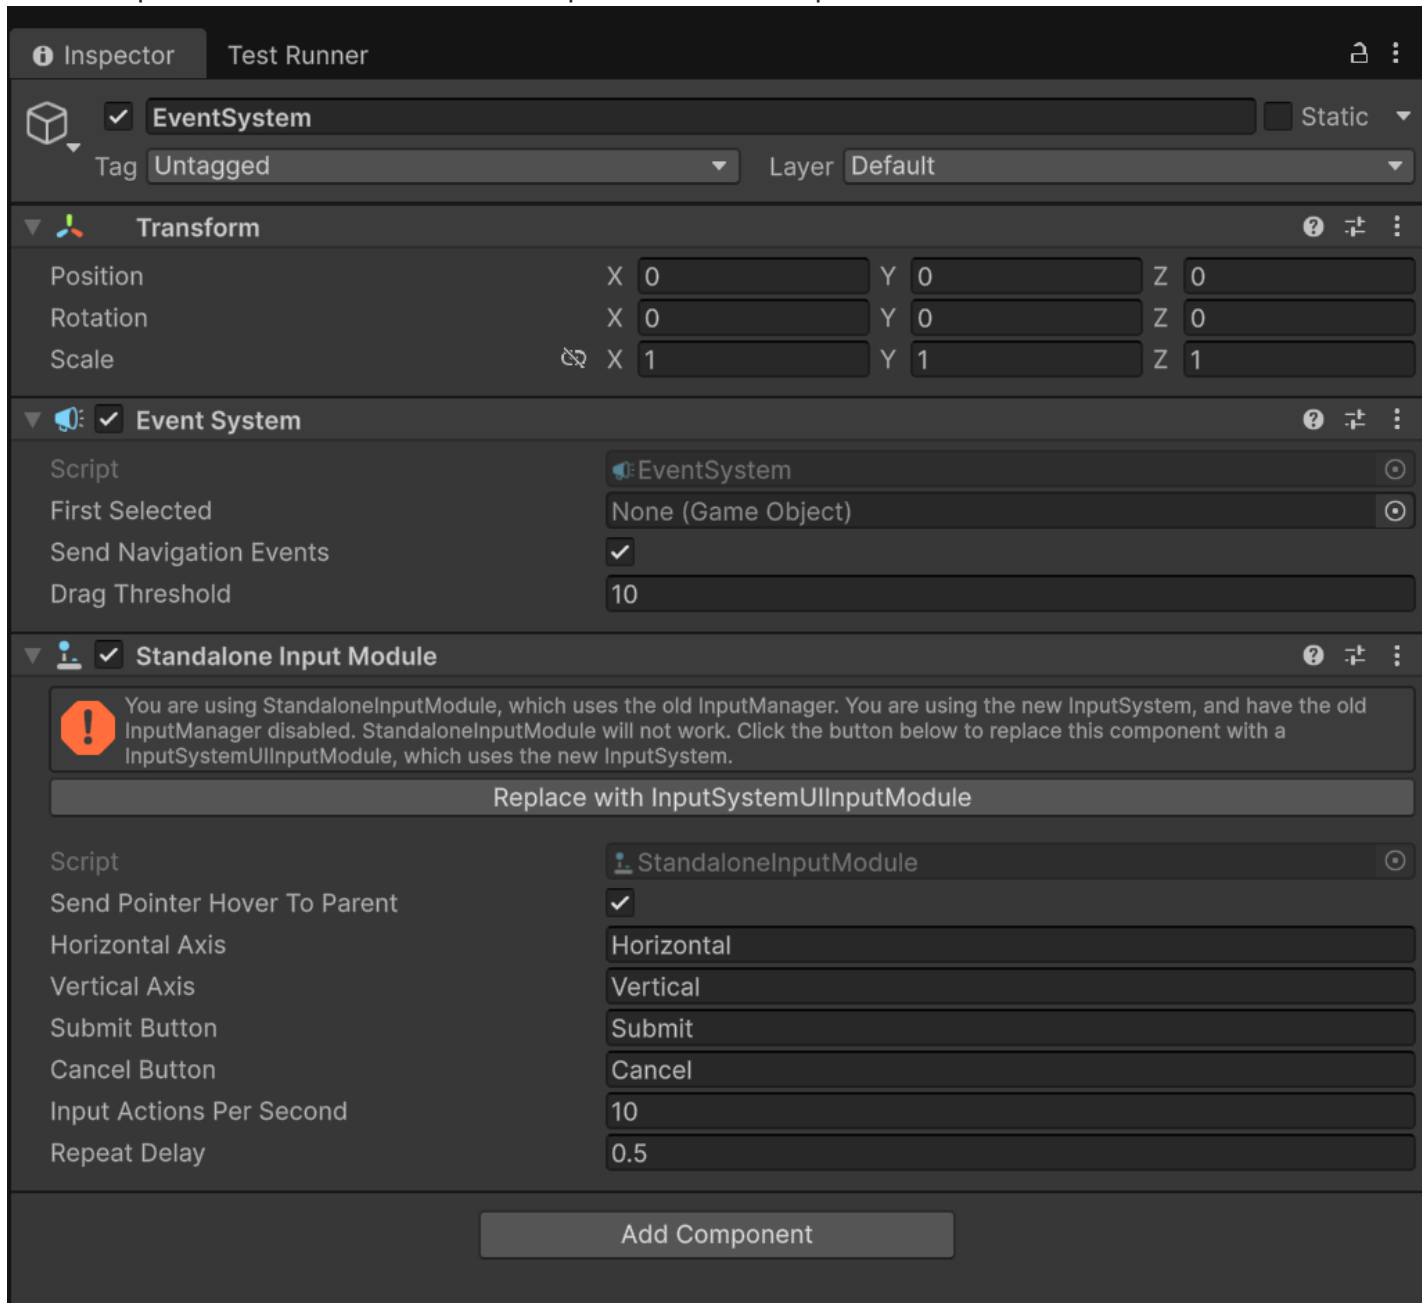 Inspector Test Runner
EventSystem Static
Tag Untagged Layer Default
Transform
Position X 0 Y 0 Z 0
Rotation X 0 Y 0 Z 0
Scale X 1 Y 1 Z 1
Event System
Script EventSystem
First Selected None (Game Object)
Send Navigation Events
Drag Threshold 10
Standalone Input Module
You are using StandaloneInputModule, which uses the old InputManager. You are using the new InputSystem, and have the old
InputManager disabled. StandaloneInputModule will not work. Click the button below to replace this component with a
InputSystemUIInputModule, which uses the new InputSystem.
Replace with InputSystemUIInputModule
Script StandaloneInputModule
Send Pointer Hover To Parent
Horizontal Axis Horizontal
Vertical Axis Vertical
Submit Button Submit
Cancel Button Cancel
Input Actions Per Second 10
Repeat Delay 0.5
Add Component